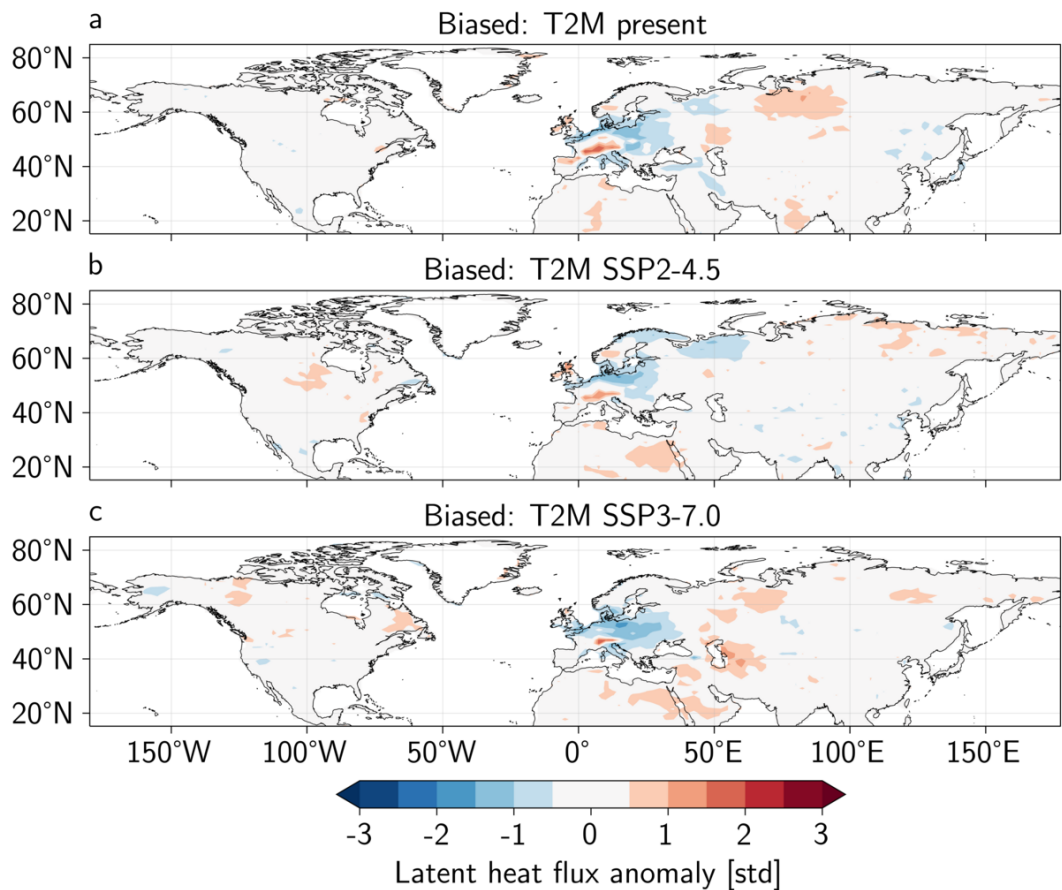 a
Biased: T2M present
80°N
60°N
40°N
20°N
b
Biased: T2M SSP2-4.5
80°N
60°N
40°N
20°N
c
Biased: T2M SSP3-7.0
80°N
60°N
40°N
20°N
150°W 100°W 50°W 0 50°E 100°E 150°E
-3 -2 -1 0 1 2 3
Latent heat flux anomaly [std]